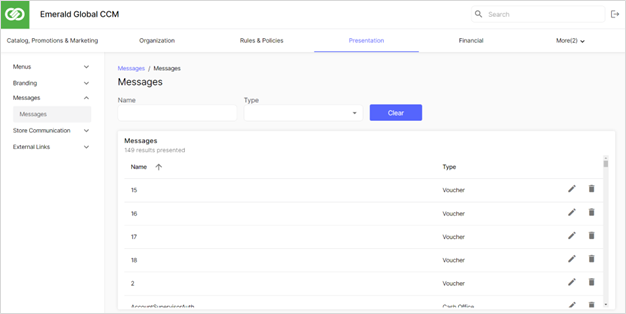 Emerald Global CCM
Search
Catalog, Promotions & Marketing
Organization
Rules & Policies
Presentation
Financial
More(2)
Menus
Branding
Messages
Messages
Store Communication
External Links
Messages / Messages
Messages
Name
Type
Clear
Messages
149 results presented
Name
Type
15 Voucher
16 Voucher
17 Voucher
18 Voucher
2 Voucher
AccountSupervisorAuth Cash Office